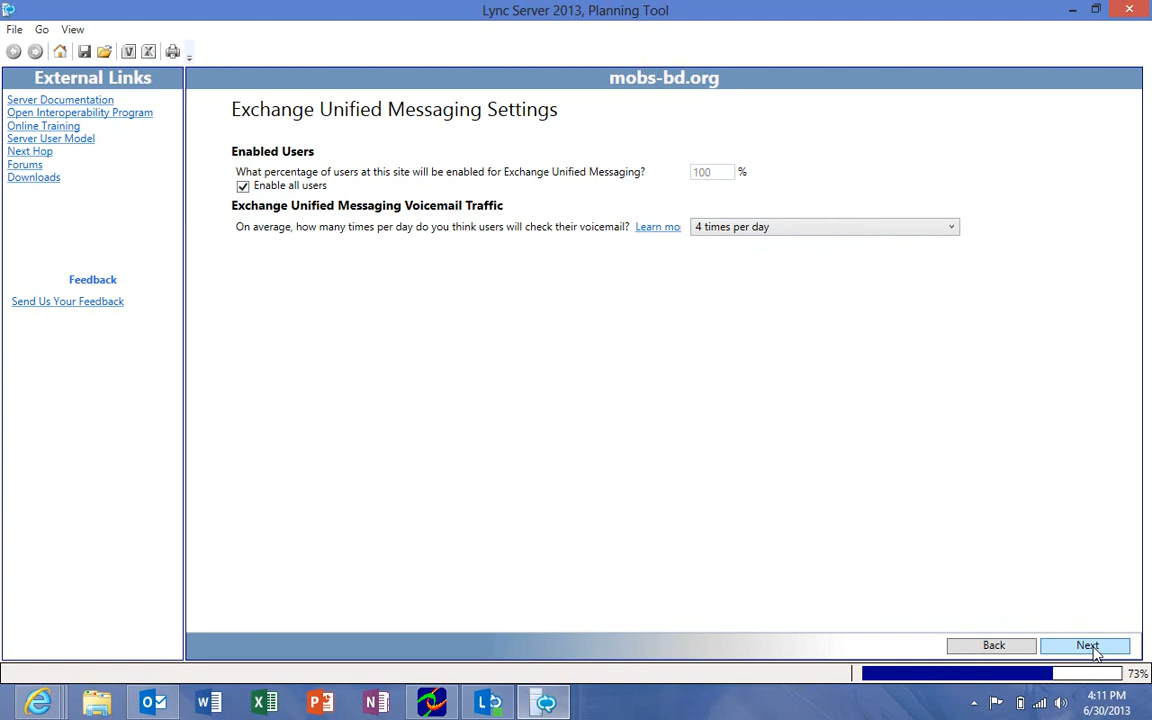 Lync Server 2013, Planning Tool
File Go View
External Links
mobs-bd.org
Server Documentation
Open Interoperability Program
Online Training
Server User Model
Next Hop
Forums
Downloads
Feedback
Send Us Your Feedback
Exchange Unified Messaging Settings
Enabled Users
What percentage of users at this site will be enabled for Exchange Unified Messaging? 100 %
Enable all users
Exchange Unified Messaging Voicemail Traffic
On average, how many times per day do you think users will check their voicemail? Learn mo 4 times per day
Back Next
73%
4:11 PM
6/30/2013